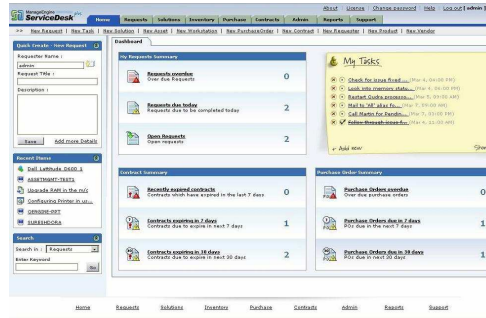 About License Change password Help Log out [ admin ]
ManageEngine
ServiceDesk Plus
Home Requests Solutions Inventory Purchase Contracts Admin Reports Support
>> New Request | New Task | New Solution | New Asset | New Workstation | New PurchaseOrder | New Contract | New Requester | New Product | New Vendor
Quick Create - New Request
Requester Name :
admin
Request Title :
Description :
Save Add more Details
Recent Items
Dell Latitude D600 1
ASSETMGMT-TEST1
Upgrade RAM in the m/c
Configuring Printer in us...
SURESHDORA
Search
Search in : Requests
Enter Keyword
Go
Dashboard
My Requests Summary
Requests overdue
Over due Requests
0
Requests due today
Requests due to be completed today
2
Open Requests
Open requests
2
My Tasks
Check for issue fixed ... (Mar 4, 04:00 PM)
Look into memory statu...
Restart Gudra processo...
Mail to 'All' alias fo...
Call Martin for Pendin...
Follow through issue f...
+ Add new
Contract Summary
Recently expired contracts
Contracts which have expired in the last 7 days
0
Contracts expiring in 7 days
Contracts due to expire in next 7 days
1
Contracts expiring in 30 days
Contracts due to expire in next 30 days
2
Purchase Order Summary
Purchase Orders overdue
Over due purchase orders
0
Purchase Orders due in 7 days
POs due in the next 7 days
1
Purchase Orders due in 30 days
POs due in next 30 days
1
Home Requests Solutions Inventory Purchase Contracts Admin Reports Support